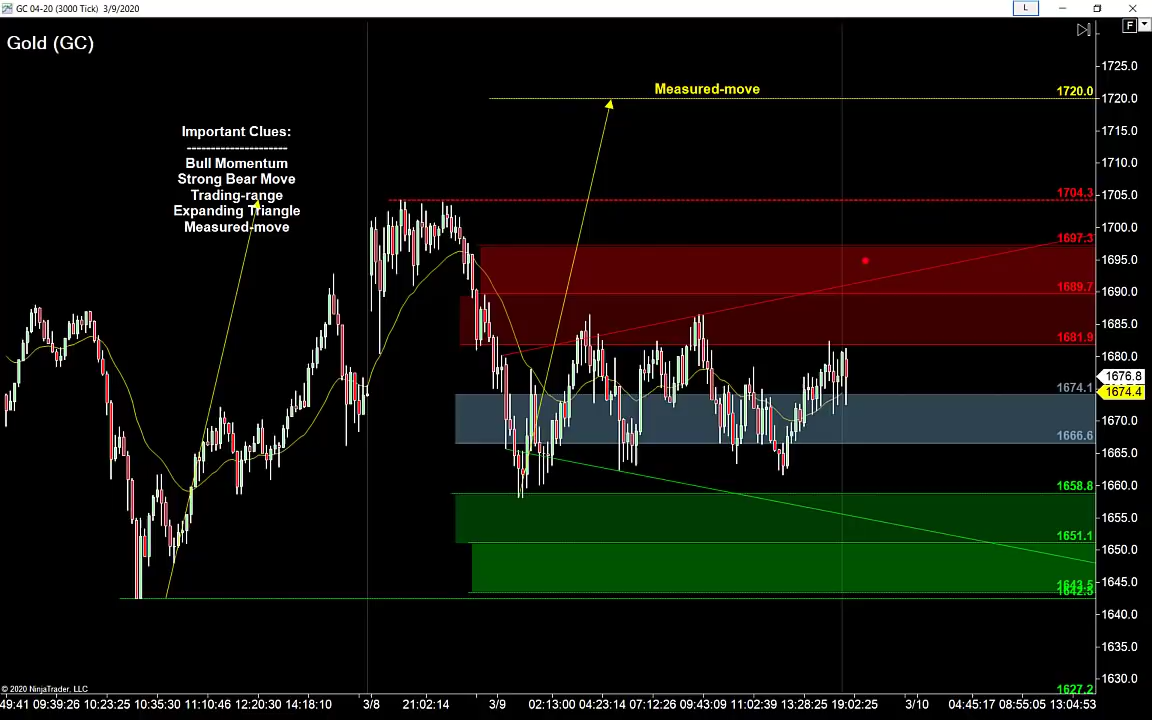 GC 04-20 (3000 Tick)  3/9/2020
L
F
Gold (GC)
Important Clues:
---------------------
Bull Momentum
Strong Bear Move
Trading-range
Expanding Triangle
Measured-move
Measured-move
1720.0
1704.3
1697.3
1689.7
1681.9
1674.1
1666.6
1658.8
1651.1
1643.5
1642.5
1627.2
1725.0
1720.0
1715.0
1710.0
1705.0
1700.0
1695.0
1690.0
1685.0
1680.0
1676.8
1674.4
1670.0
1665.0
1660.0
1655.0
1650.0
1645.0
1640.0
1635.0
1630.0
© 2020 NinjaTrader, LLC
49:41 09:39:26 10:23:25 10:35:30 11:10:46 12:20:30 14:18:10 3/8 21:02:14 3/9 02:13:00 04:23:14 07:12:26 09:43:09 11:02:39 13:28:25 19:02:25 3/10 04:45:17 08:55:05 13:04:53